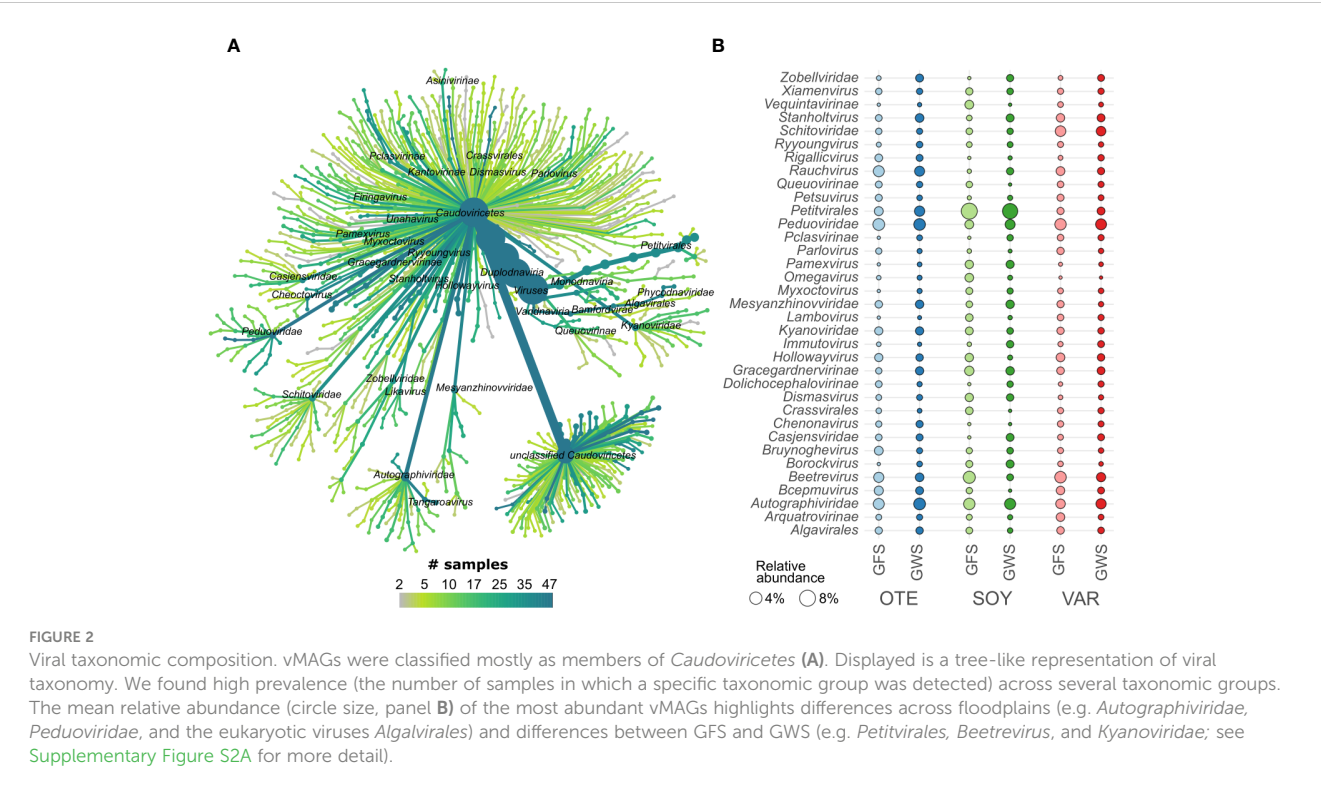 A
B
Asinivirinae
Pclasvirinae
Crassvirales
Kantovirinae
Dismasvirus
Parlovirus
Firingavirus
Caudoviricetes
Unahavirus
Pamexvirus
Myxoctovirus
Petitvirales
Ryyoungvirus
Gracegardnervirinae
Duplodnaviria
Casjensviridae
Stanholtvirus
Hollowayvirus
Viruses
Monodnaviria
Cheoctovirus
Phycodnaviridae
Algavirales
Varidnaviria
Bamfordvirae
Peduoviridae
Queuovirinae
Kyanoviridae
Zobellviridae
Likavirus
Mesyanzhinovviridae
Schitoviridae
unclassified Caudoviricetes
Autographiviridae
Tangaroavirus
# samples
2 5 10 17 25 35 47
Zobellviridae
Xiamenvirus
Vequintavirinae
Stanholtvirus
Schitoviridae
Ryyoungvirus
Rigallicvirus
Rauchvirus
Queuovirinae
Petsuvirus
Petitvirales
Peduoviridae
Pclasvirinae
Parlovirus
Pamexvirus
Omegavirus
Myxoctovirus
Mesyanzhinovviridae
Lambovirus
Kyanoviridae
Immutovirus
Hollowayvirus
Gracegardnervirinae
Dolichocephalovirinae
Dismasvirus
Crassvirales
Chenonavirus
Casjensviridae
Bruynoghevirus
Borockvirus
Beetrevirus
Bcepmuvirus
Autographiviridae
Arquatrovirinae
Algavirales
GFS GWS GFS GWS GFS GWS
OTE SOY VAR
Relative
abundance
4% 8%
FIGURE 2
Viral taxonomic composition. vMAGs were classified mostly as members of Caudoviricetes (A). Displayed is a tree-like representation of viral
taxonomy. We found high prevalence (the number of samples in which a specific taxonomic group was detected) across several taxonomic groups.
The mean relative abundance (circle size, panel B) of the most abundant vMAGs highlights differences across floodplains (e.g. Autographiviridae,
Peduoviridae, and the eukaryotic viruses Algalvirales) and differences between GFS and GWS (e.g. Petitvirales, Beetrevirus, and Kyanoviridae; see
Supplementary Figure S2A for more detail).